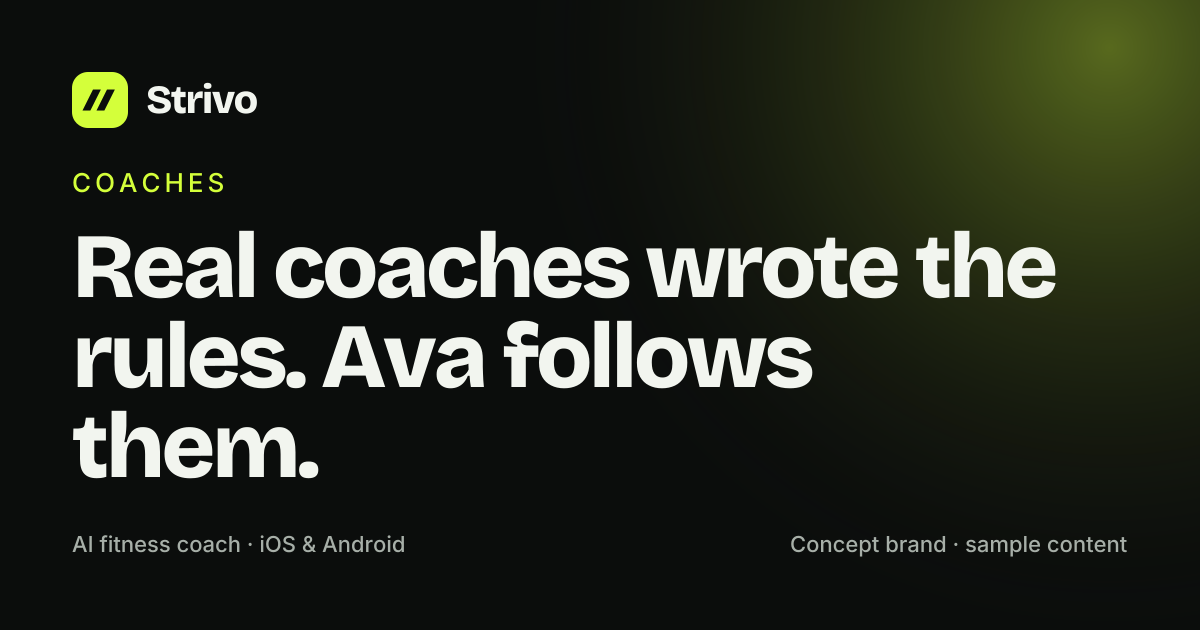 Strivo
COACHES
Real coaches wrote the
rules. Ava follows
them.
AI fitness coach · iOS & Android
Concept brand · sample content